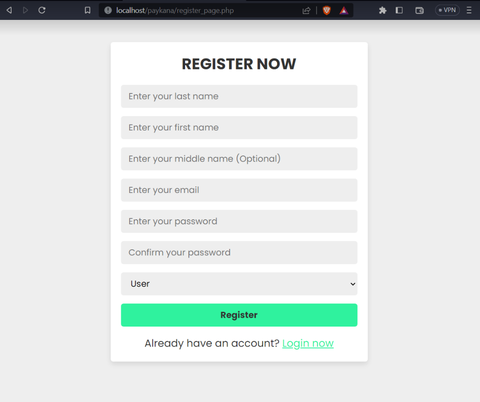 localhost/paykana/register_page.php
VPN
REGISTER NOW
Enter your last name
Enter your first name
Enter your middle name (Optional)
Enter your email
Enter your password
Confirm your password
User
Register
Already have an account? Login now